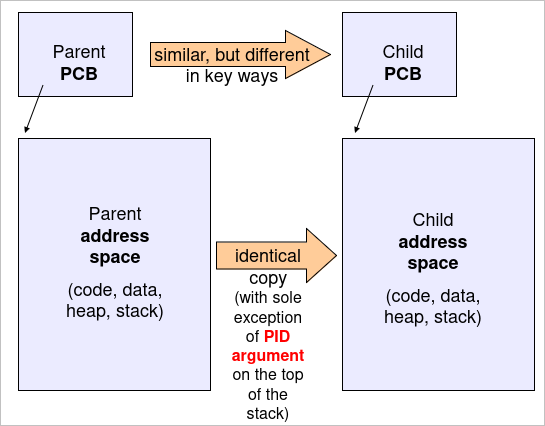 Parent
PCB
similar, but different
in key ways
Child
PCB
Parent
address
space
(code, data,
heap, stack)
identical
copy
(with sole
exception
of PID
argument
on the top
of the
stack)
Child
address
space
(code, data,
heap, stack)